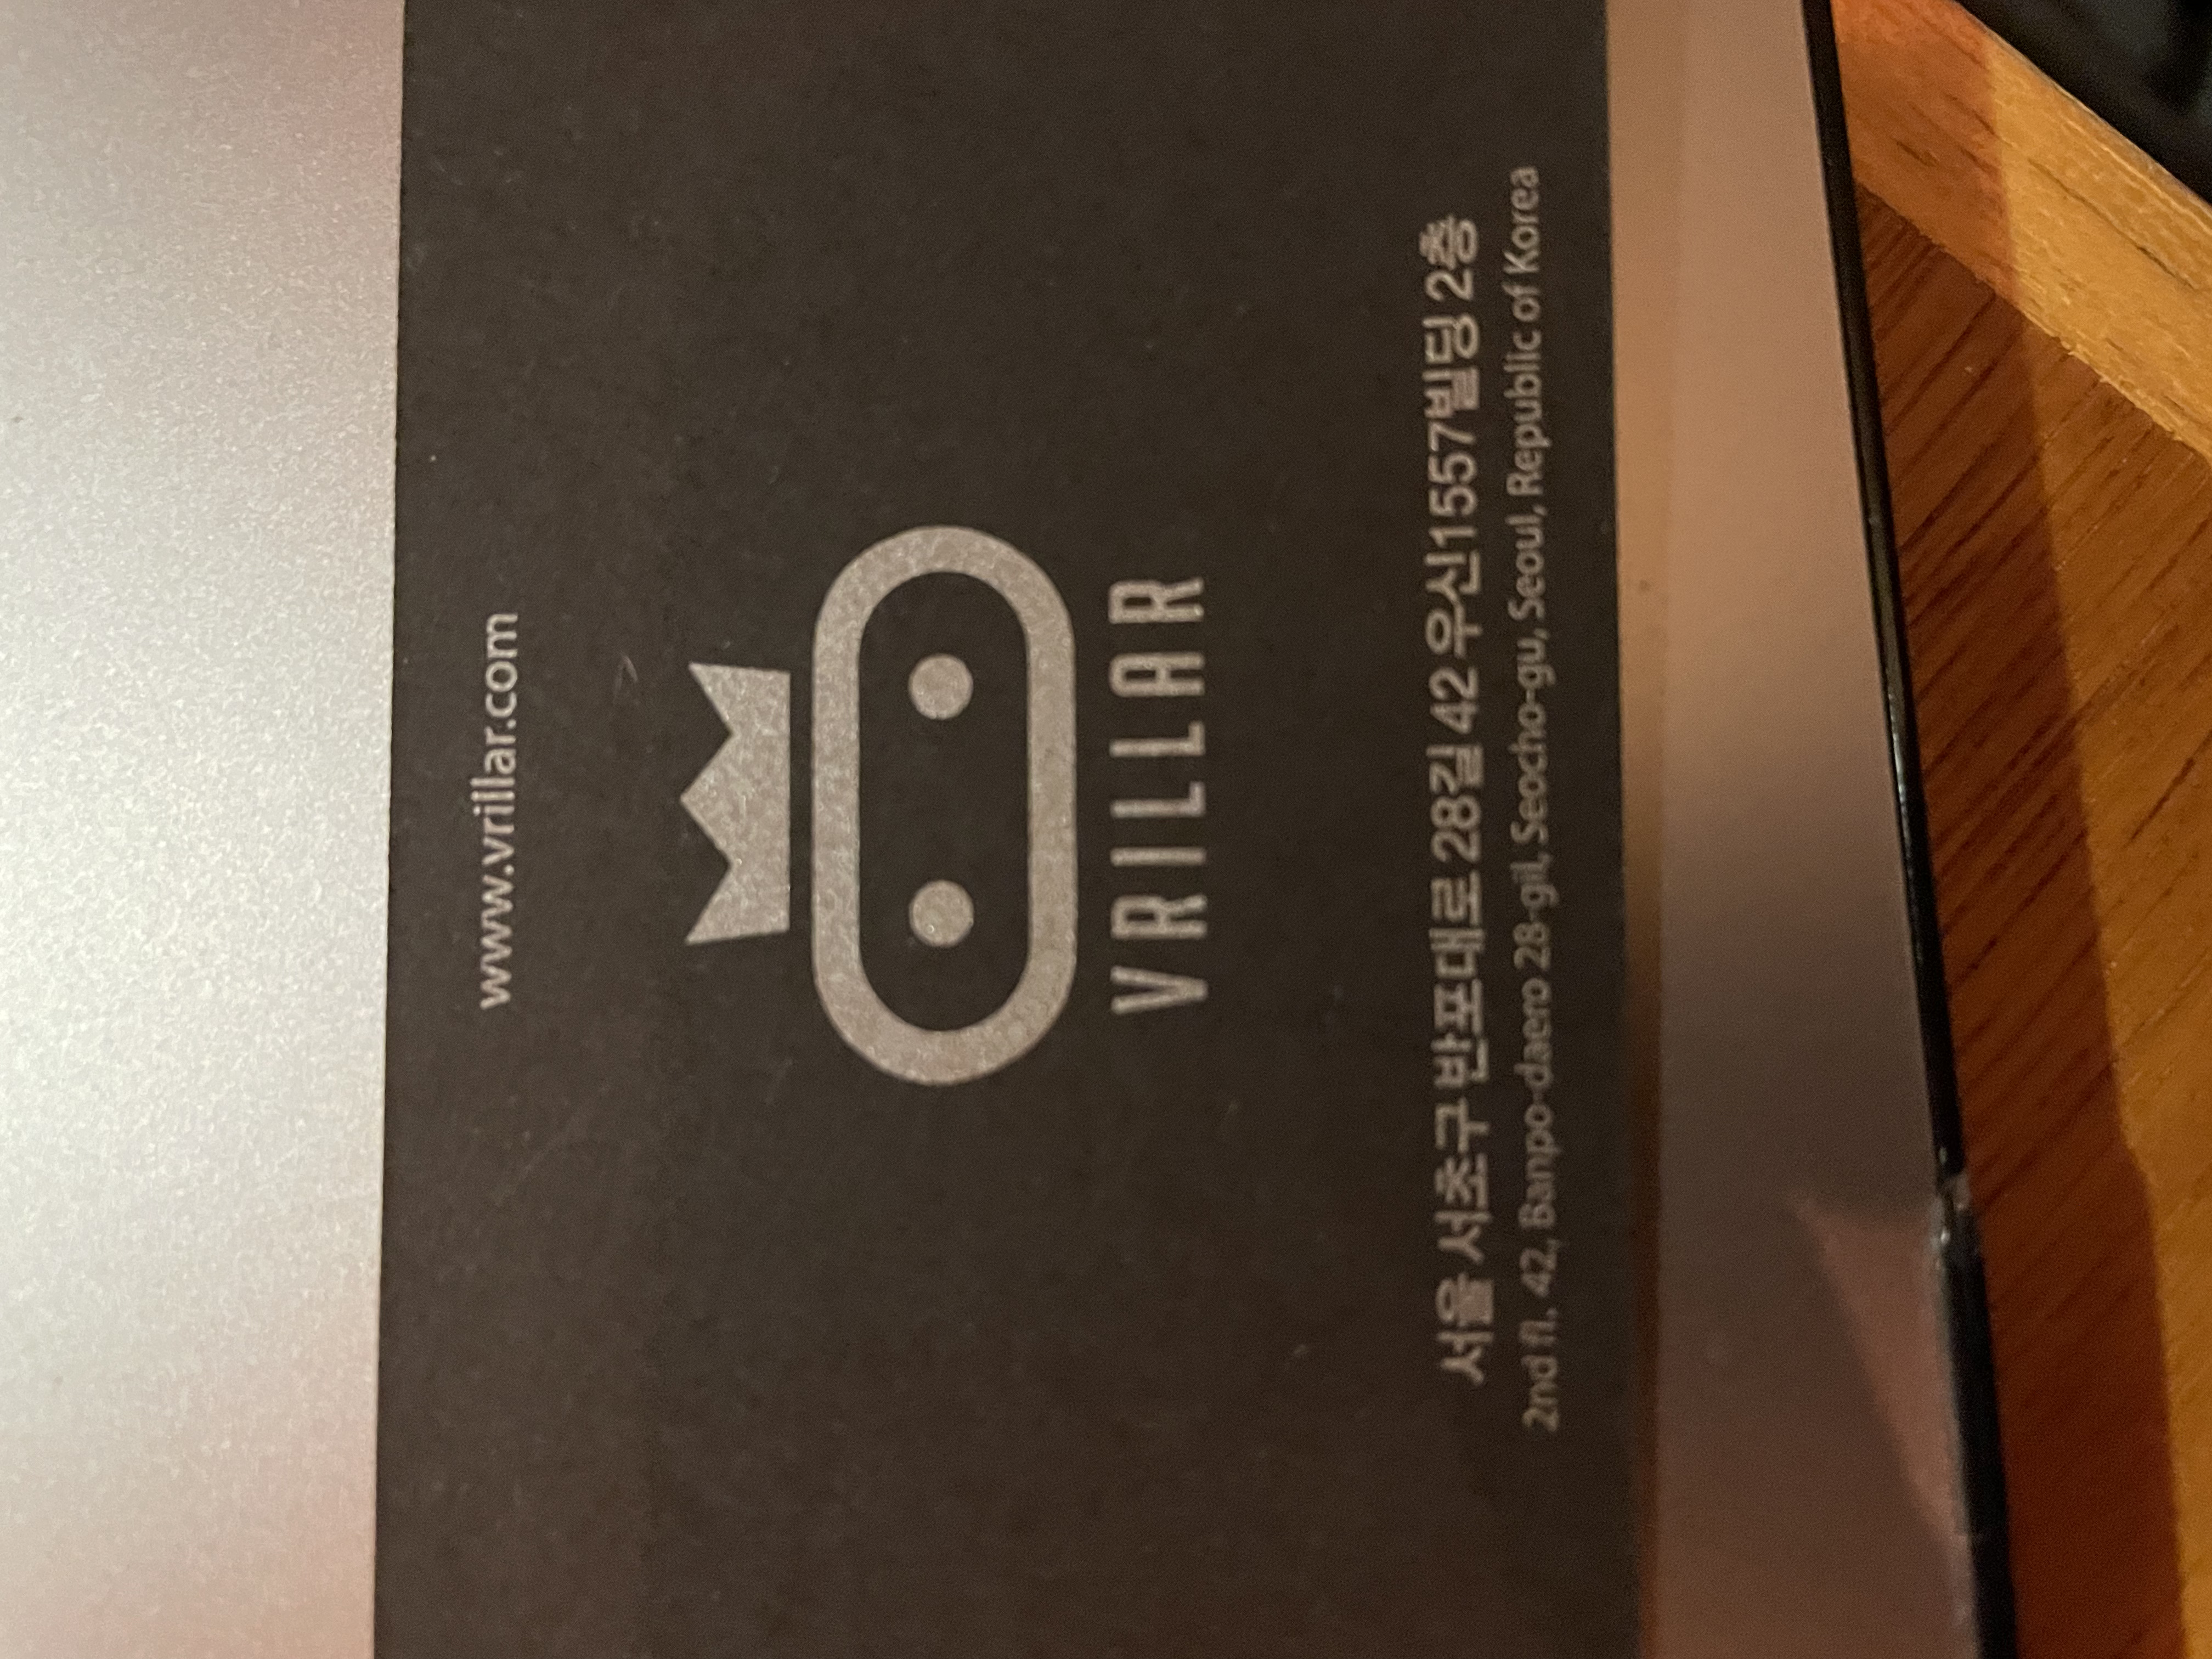 www.vrillar.com
VRILLAR
서울 서초구 반포대로 28길 42 우신1557빌딩 2층
2nd fl. 42, Banpo-daero 28-gil, Seocho-gu, Seoul, Republic of Korea